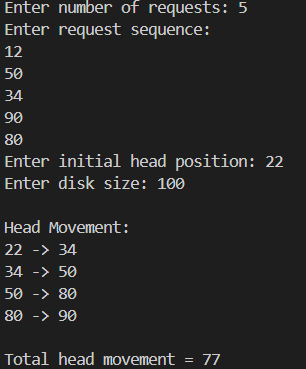 Enter number of requests: 5
Enter request sequence:
12
50
34
90
80
Enter initial head position: 22
Enter disk size: 100
Head Movement:
22 -> 34
34 -> 50
50 -> 80
80 -> 90
Total head movement = 77